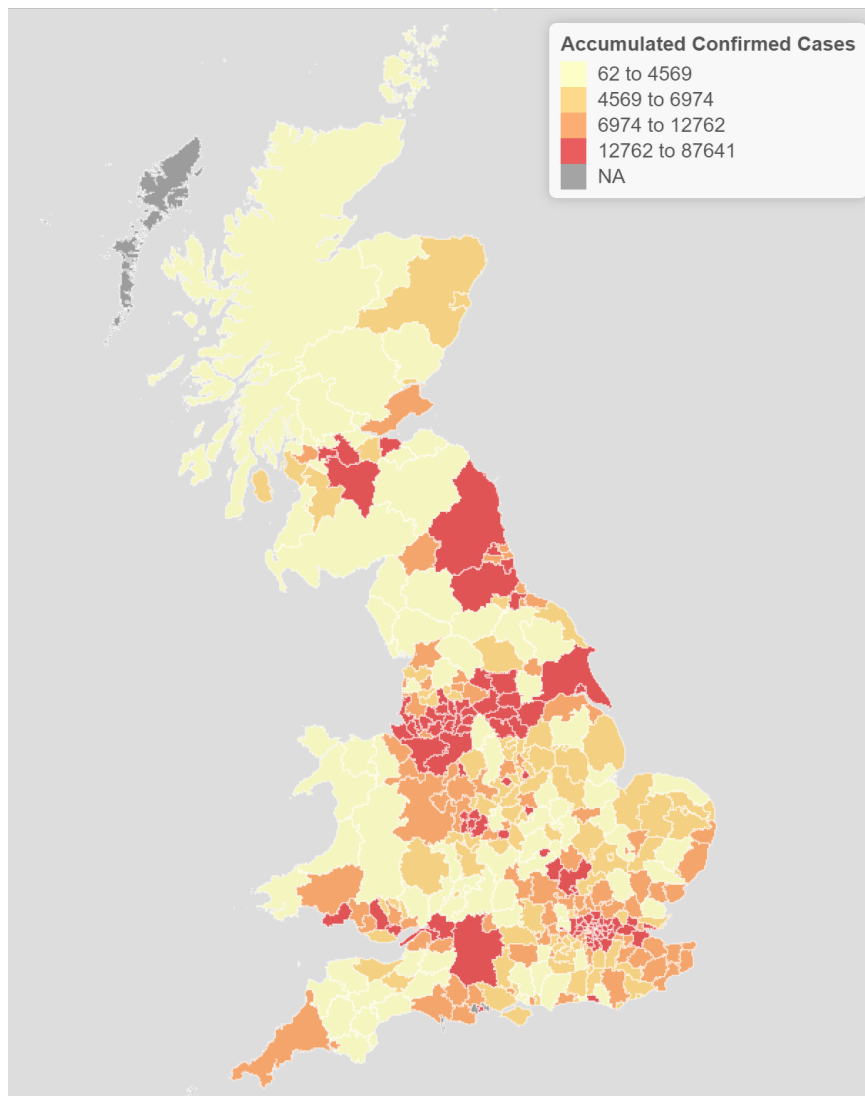 Accumulated Confirmed Cases
62 to 4569
4569 to 6974
6974 to 12762
12762 to 87641
NA